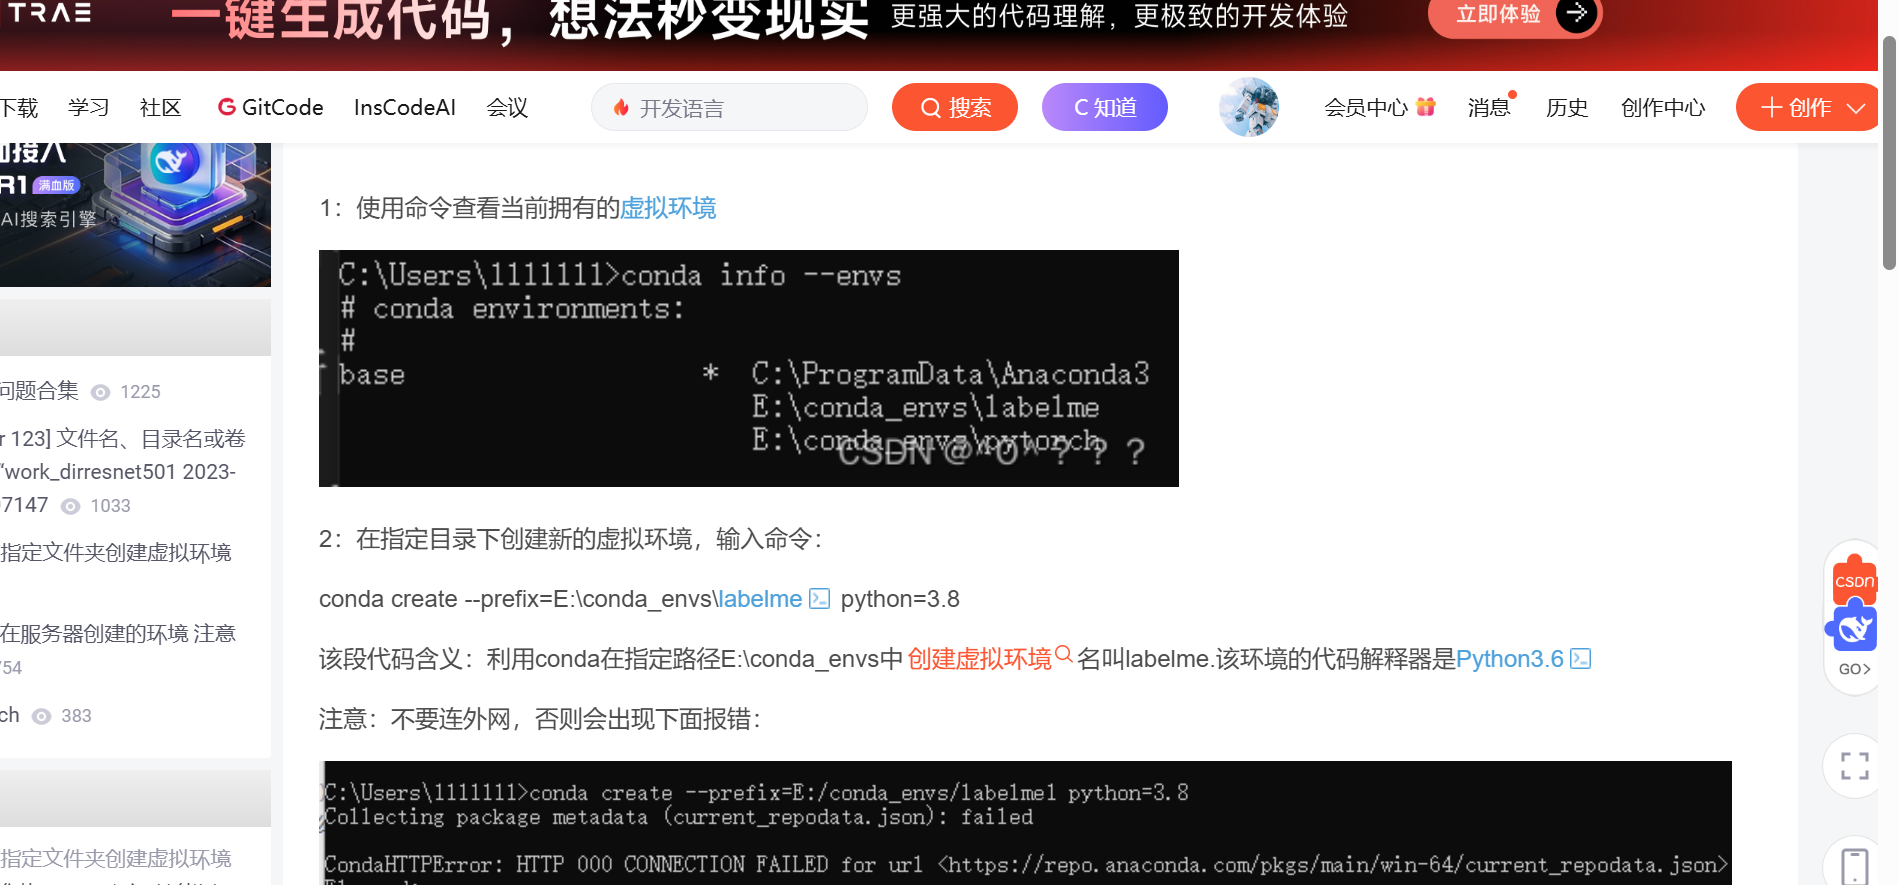 TRAE
一键生成代码，想法秒变现实
更强大的代码理解，更极致的开发体验
立即体验
下载 学习 社区 GitCode InsCodeAI 会议 开发语言 搜索 C 知道 会员中心 消息 历史 创作中心 创作
接入
R1 满血版
AI搜索引擎
1：使用命令查看当前拥有的虚拟环境
C:\Users\1111111>conda info --envs
# conda environments:
#
base * C:\ProgramData\Anaconda3
E:\conda_envs\labelme
E:\conda_envs\pytorch
CSDN @^O^？？？
问题合集 1225
r 123] 文件名、目录名或卷
“work_dirresnet501 2023-
07147 1033
指定文件夹创建虚拟环境
在服务器创建的环境 注意
754
ch 383
指定文件夹创建虚拟环境
2：在指定目录下创建新的虚拟环境，输入命令：
conda create --prefix=E:\conda_envs\labelme python=3.8
该段代码含义：利用conda在指定路径E:\conda_envs中 创建虚拟环境 名叫labelme.该环境的代码解释器是Python3.6
注意：不要连外网，否则会出现下面报错：
C:\Users\1111111>conda create --prefix=E:/conda_envs/labelme1 python=3.8
Collecting package metadata (current_repodata.json): failed
CondaHTTPError: HTTP 000 CONNECTION FAILED for url <https://repo.anaconda.com/pkgs/main/win-64/current_repodata.json>
CSDN
GO>